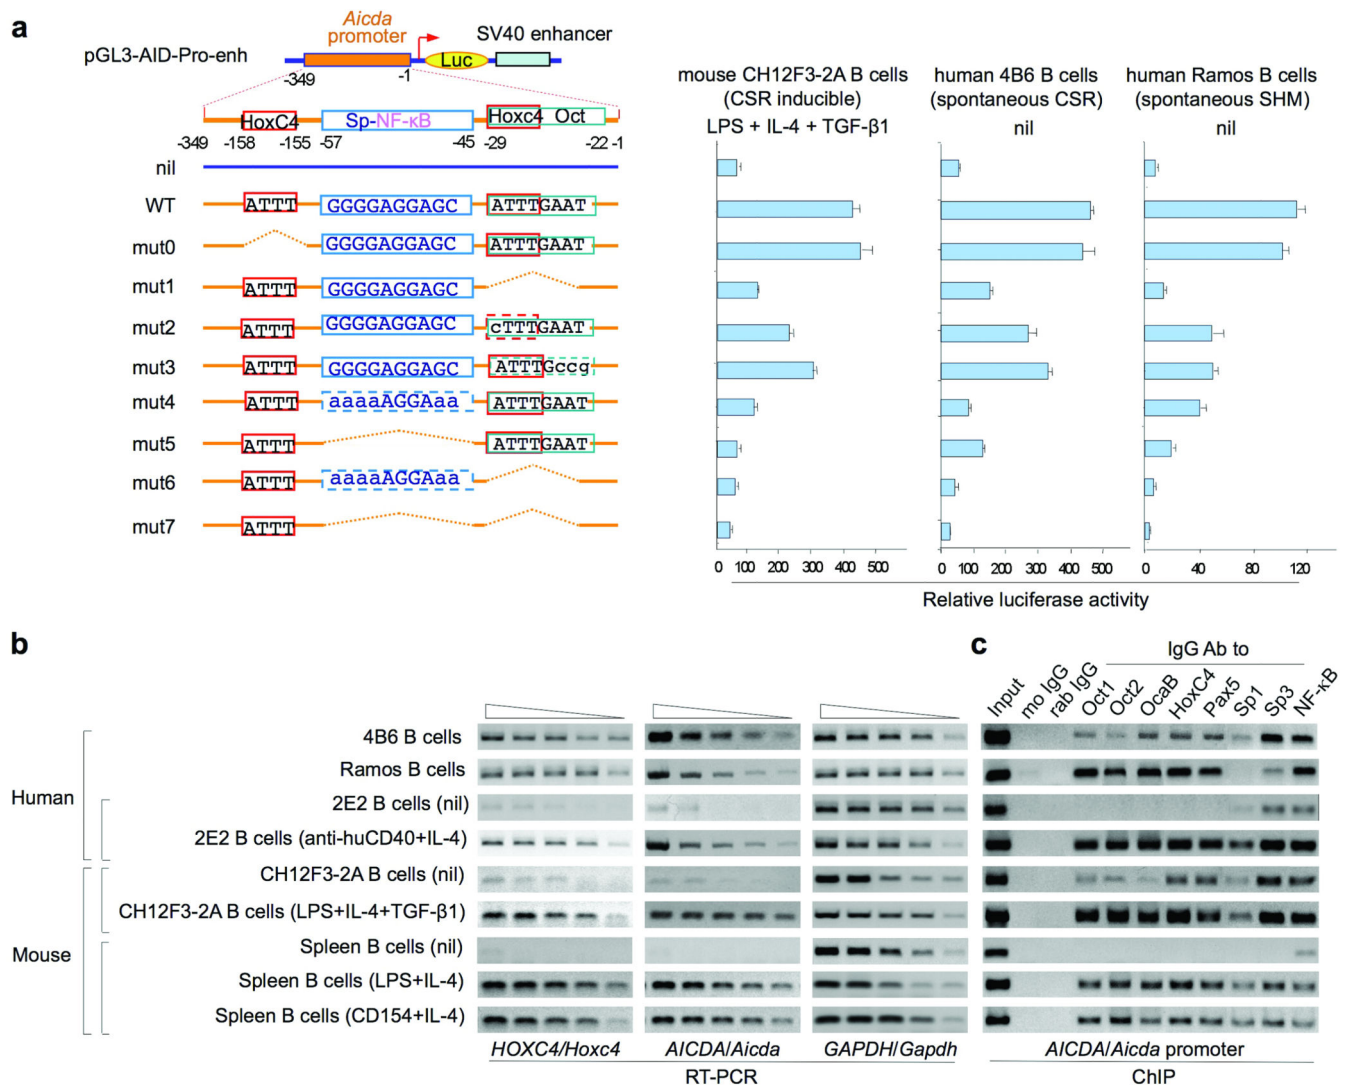 a
Aicda
promoter
SV40 enhancer
pGL3-AID-Pro-enh
Luc
-349
-1
HoxC4
Sp-NF-κB
Hoxc4
Oct
-349
-158
-155
-57
-45
-29
-22
-1
nil
WT
ATTT
GGGGAGGAGC
ATTTGAAT
mut0
GGGGAGGAGC
ATTTGAAT
mut1
ATTT
GGGGAGGAGC
mut2
ATTT
GGGGAGGAGC
cTTTGAAT
mut3
ATTT
GGGGAGGAGC
ATTTGccg
mut4
ATTT
aaaaAGGAaa
ATTTGAAT
mut5
ATTT
ATTTGAAT
mut6
ATTT
aaaaAGGAaa
mut7
ATTT
mouse CH12F3-2A B cells
(CSR inducible)
LPS + IL-4 + TGF-β1
human 4B6 B cells
(spontaneous CSR)
nil
human Ramos B cells
(spontaneous SHM)
nil
0 100 200 300 400 500
0 100 200 300 400 500
0 40 80 120
Relative luciferase activity
b
4B6 B cells
Ramos B cells
2E2 B cells (nil)
2E2 B cells (anti-huCD40+IL-4)
CH12F3-2A B cells (nil)
CH12F3-2A B cells (LPS+IL-4+TGF-β1)
Spleen B cells (nil)
Spleen B cells (LPS+IL-4)
Spleen B cells (CD154+IL-4)
Human
Mouse
HOXC4/Hoxc4
AICDA/Aicda
GAPDH/Gapdh
RT-PCR
c
IgG Ab to
Input
mo IgG
rab IgG
Oct1
Oct2
OcaB
HoxC4
Pax5
Sp1
Sp3
NF-κB
AICDA/Aicda promoter
ChIP